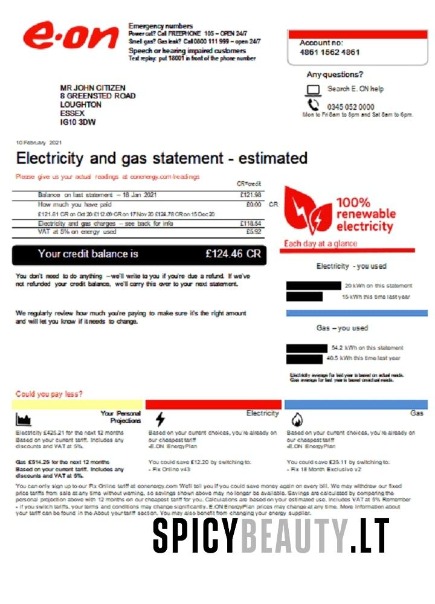 e·on
Emergency numbers
Power cut? Call FREEPHONE 105 – OPEN 24/7
Smell gas? Gas leak? Call 0800 111 999 – open 24/7
Speech or hearing impaired customers
Text replay: put 18001 in front of the phone number
Account no:
4861 1562 4861
Any questions?
Search E. ON help
0345 052 0000
Mon to Fri 8am to 8pm and Sat 8am to 6pm.
MR JOHN CITIZEN
8 GREENSTED ROAD
LOUGHTON
ESSEX
IG10 3DW
10 February 2021
Electricity and gas statement - estimated
Please give us your actual readings at eonenergy.com/readings
CR=credit
Balance on last statement – 18 Jan 2021 £121.98
How much you have paid £0.00 CR
£121.01 CR on Oct 20 £112.09 CR on 17 Nov 20 £124.78 CR on 15 Dec 20
Electricity and gas charges – see back for info £118.54
VAT at 5% on energy used £5.92
Your credit balance is £124.46 CR
100%
renewable
electricity
Each day at a glance
You don't need to do anything – we'll write to you if you're due a refund. If we've
not refunded your credit balance, we'll carry this over to your next statement.
We regularly review how much you're paying to make sure it's the right amount
and will let you know if it needs to change.
Electricity - you used
20 kWh on this statement
15 kWh this time last year
Gas – you used
54.2 kWh on this statement
40.5 kWh this time last year
Electricity average for last year is based on actual reads.
Gas average for last year is based on actual reads.
Could you pay less?
Your Personal
Projections
Electricity £425.21 for the next 12 months
Based on your current tariff. Includes any
discounts and VAT at 5%.
Gas £514.25 for the next 12 months
Based on your current tariff. Includes any
discounts and VAT at 5%.
Electricity
Based on your current choices, you're already on
our cheapest tariff
-E.ON EnergyPlan
You could save £12.20 by switching to:
- Fix Online v43
Gas
Based on your current choices, you're already on
our cheapest tariff
-E.ON EnergyPlan
You could save £35.11 by switching to:
- Fix 18 Month Exclusive v2
You can only sign up to our Fix Online tariff at eonenergy.com We'll tell you if you could save money again on every bill. We may withdraw our fixed
price tariffs from sale at any time without warning, so savings shown above may no longer be available. Savings are calculated by comparing the
personal projection above with 12 months on our cheapest tariff for you. Calculations are based on your estimated use. Includes VAT at 5% Remember
- if you switch tariff, your terms and conditions may change significantly. E.ON EnergyPlan prices may change at any time. More information about
your tariff can be found in the About your tariff section. You may also benefit from changing your energy supplier.
SPICYBEAUTY.LT